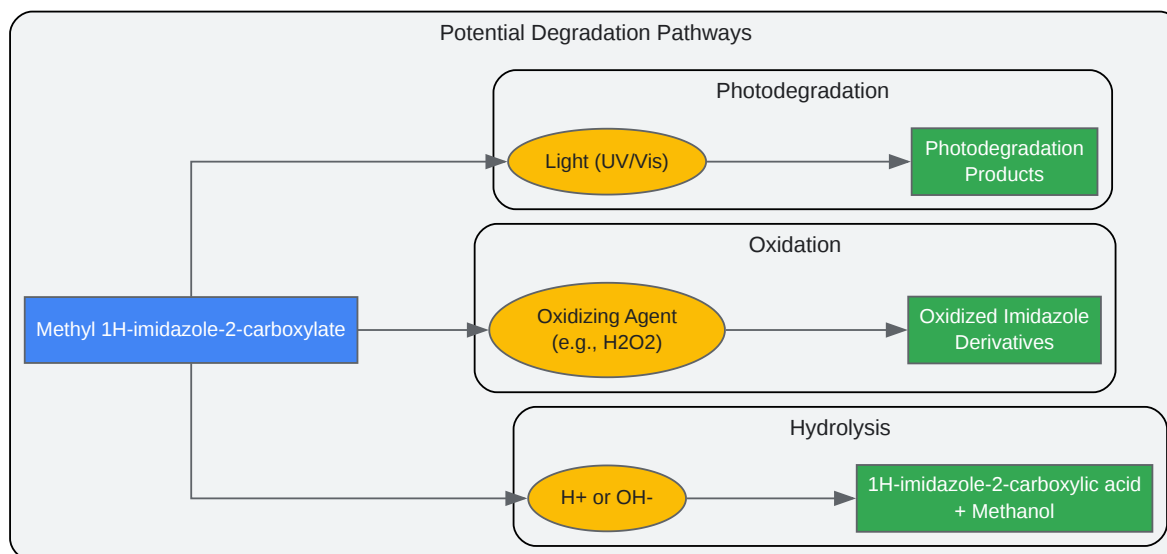 Potential Degradation Pathways
Photodegradation
Light (UV/Vis)
Photodegradation
Products
Oxidation
Methyl 1H-imidazole-2-carboxylate
Oxidizing Agent
(e.g., H2O2)
Oxidized Imidazole
Derivatives
Hydrolysis
H+ or OH-
1H-imidazole-2-carboxylic acid
+ Methanol